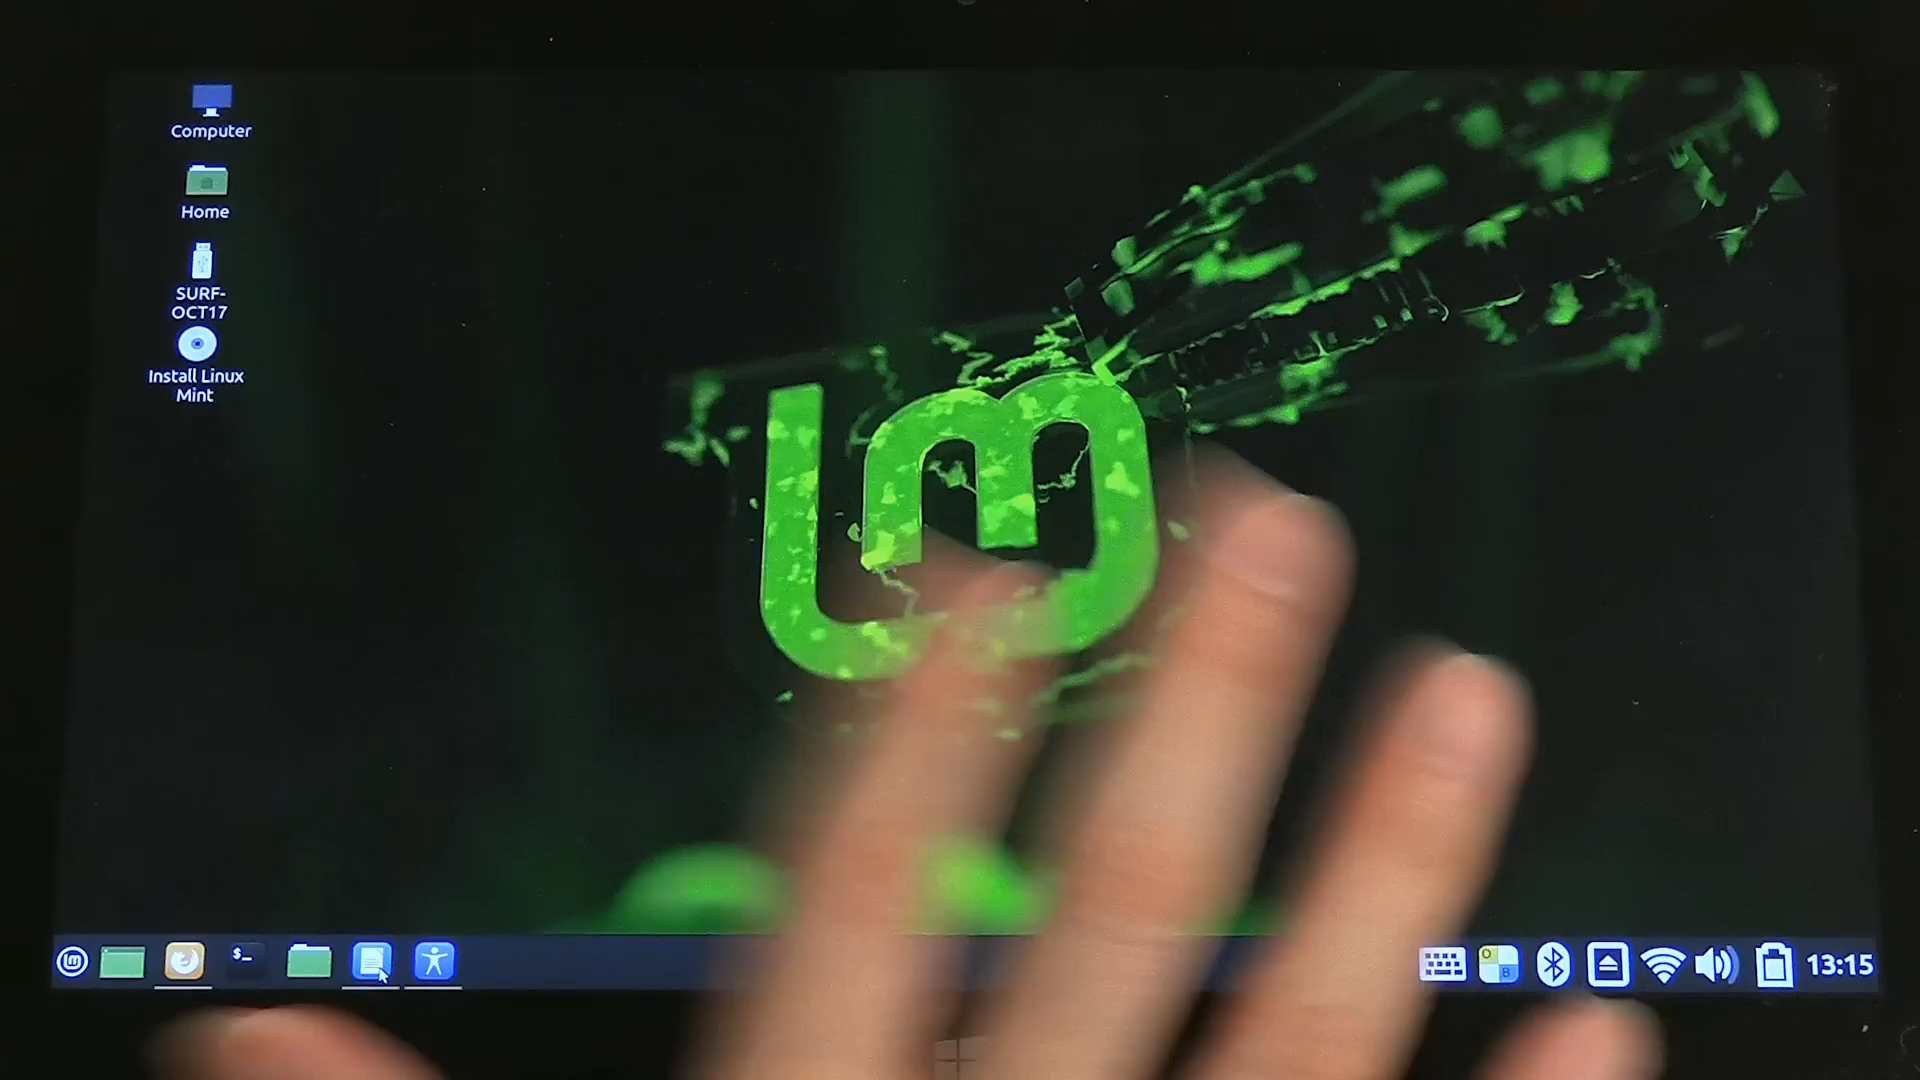 Computer
Home
SURF-
OCT17
Install Linux
Mint
$_
13:15